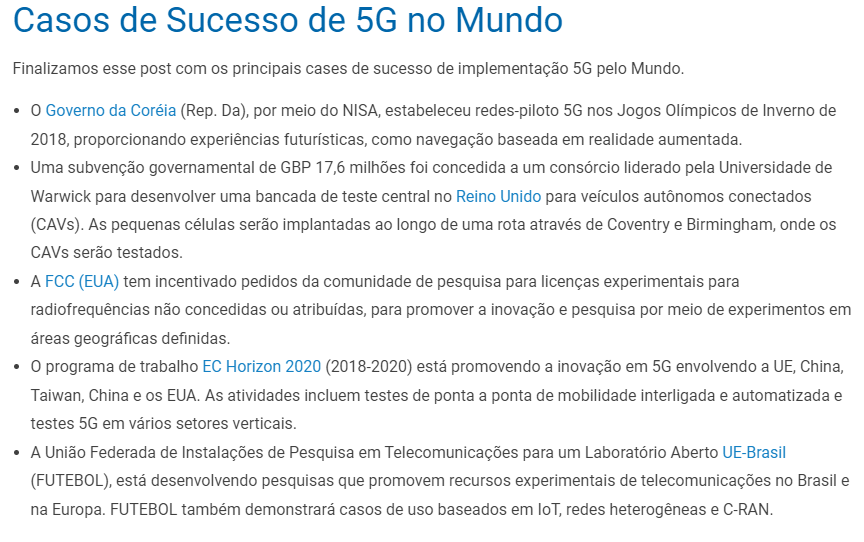 Casos de Sucesso de 5G no Mundo
Finalizamos esse post com os principais cases de sucesso de implementação 5G pelo Mundo.
• O Governo da Coréia (Rep. Da), por meio do NISA, estabeleceu redes-piloto 5G nos Jogos Olímpicos de Inverno de
2018, proporcionando experiências futurísticas, como navegação baseada em realidade aumentada.
• Uma subvenção governamental de GBP 17,6 milhões foi concedida a um consórcio liderado pela Universidade de
Warwick para desenvolver uma bancada de teste central no Reino Unido para veículos autônomos conectados
(CAVs). As pequenas células serão implantadas ao longo de uma rota através de Coventry e Birmingham, onde os
CAVs serão testados.
• A FCC (EUA) tem incentivado pedidos da comunidade de pesquisa para licenças experimentais para
radiofrequências não concedidas ou atribuídas, para promover a inovação e pesquisa por meio de experimentos em
áreas geográficas definidas.
• O programa de trabalho EC Horizon 2020 (2018-2020) está promovendo a inovação em 5G envolvendo a UE, China,
Taiwan, China e os EUA. As atividades incluem testes de ponta a ponta de mobilidade interligada e automatizada e
testes 5G em vários setores verticais.
• A União Federada de Instalações de Pesquisa em Telecomunicações para um Laboratório Aberto UE-Brasil
(FUTEBOL), está desenvolvendo pesquisas que promovem recursos experimentais de telecomunicações no Brasil e
na Europa. FUTEBOL também demonstrará casos de uso baseados em IoT, redes heterogêneas e C-RAN.